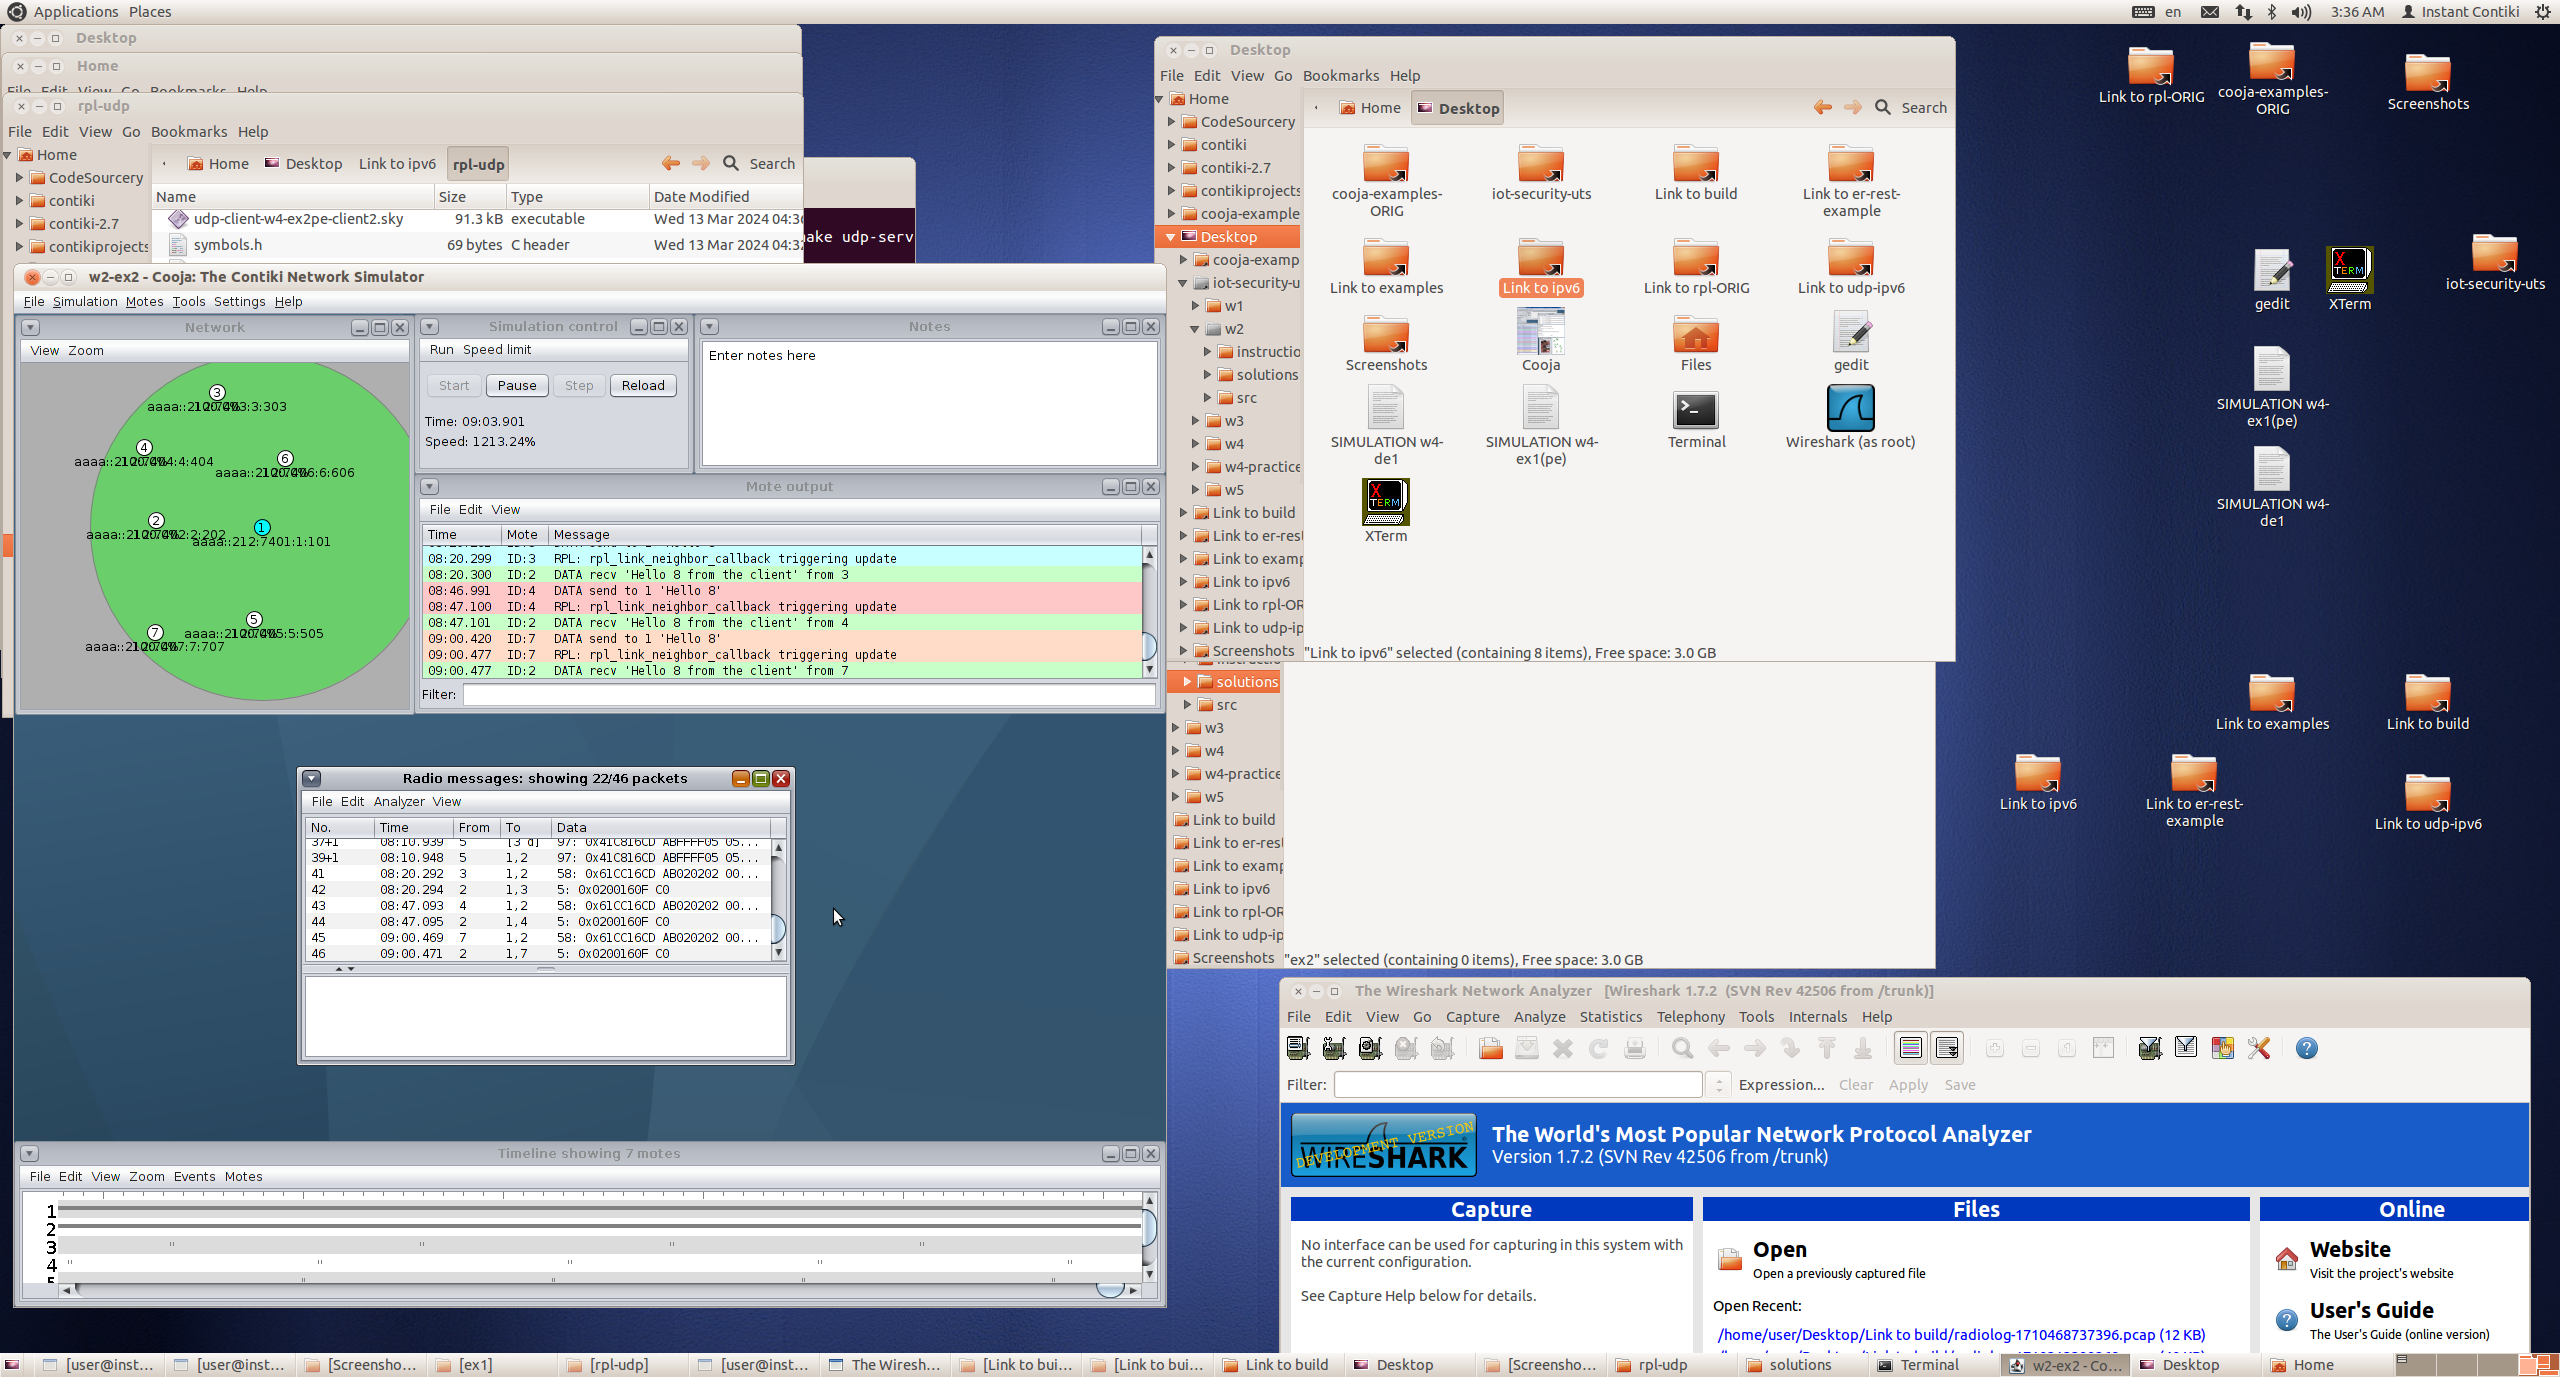 Applications Places
en 3:36 AM Instant Contiki
Desktop
Home
File Edit View Go Bookmarks Help
rpl-udp
File Edit View Go Bookmarks Help
Home
CodeSourcery
contiki
contiki-2.7
contikiprojects
Home Desktop Link to ipv6 rpl-udp Search
Name Size Type Date Modified
udp-client-w4-ex2pe-client2.sky 91.3 kB executable Wed 13 Mar 2024 04:3
symbols.h 69 bytes C header Wed 13 Mar 2024 04:3
ake udp-serv
w2-ex2 - Cooja: The Contiki Network Simulator
File Simulation Motes Tools Settings Help
Network
View Zoom
3
4
6
2
1
aaaa::212:7401:1:101
5
7
Simulation control
Run Speed limit
Start Pause Step Reload
Time: 09:03.901
Speed: 1213.24%
Notes
Enter notes here
Mote output
File Edit View
Time Mote Message
08:20.299 ID:3 RPL: rpl_link_neighbor_callback triggering update
08:20.300 ID:2 DATA recv 'Hello 8 from the client' from 3
08:46.991 ID:4 DATA send to 1 'Hello 8'
08:47.100 ID:4 RPL: rpl_link_neighbor_callback triggering update
08:47.101 ID:2 DATA recv 'Hello 8 from the client' from 4
09:00.420 ID:7 DATA send to 1 'Hello 8'
09:00.477 ID:7 RPL: rpl_link_neighbor_callback triggering update
09:00.477 ID:2 DATA recv 'Hello 8 from the client' from 7
Filter:
Radio messages: showing 22/46 packets
File Edit Analyzer View
No. Time From To Data
37+1 08:10.939 5 [3 d] 97: 0x41C816CD ABFFFF05 05...
39+1 08:10.948 5 1,2 97: 0x41C816CD ABFFFF05 05...
41 08:20.292 3 1,2 58: 0x61CC16CD AB020202 00...
42 08:20.294 2 1,3 5: 0x0200160F C0
43 08:47.093 4 1,2 58: 0x61CC16CD AB020202 00...
44 08:47.095 2 1,4 5: 0x0200160F C0
45 09:00.469 7 1,2 58: 0x61CC16CD AB020202 00...
46 09:00.471 2 1,7 5: 0x0200160F C0
Timeline showing 7 motes
File Edit View Zoom Events Motes
1
2
3
4
5
Desktop
File Edit View Go Bookmarks Help
Home
CodeSourcery
contiki
contiki-2.7
contikiprojects
cooja-example
Desktop
cooja-examp
iot-security-u
w1
w2
instructio
solutions
src
w3
w4
w4-practice
w5
Link to build
Link to er-rest
Link to examp
Link to ipv6
Link to rpl-OR
Link to udp-ip
Screenshots
Home Desktop Search
cooja-examples-ORIG
iot-security-uts
Link to build
Link to er-rest-example
Link to examples
Link to ipv6
Link to rpl-ORIG
Link to udp-ipv6
Screenshots
Cooja
Files
gedit
SIMULATION w4-de1
SIMULATION w4-ex1(pe)
Terminal
Wireshark (as root)
XTerm
"Link to ipv6" selected (containing 8 items), Free space: 3.0 GB
solutions
src
w3
w4
w4-practice
w5
Link to build
Link to er-rest
Link to examp
Link to ipv6
Link to rpl-OR
Link to udp-ip
Screenshots
"ex2" selected (containing 0 items), Free space: 3.0 GB
Link to rpl-ORIG
cooja-examples-ORIG
Screenshots
gedit
XTerm
iot-security-uts
SIMULATION w4-ex1(pe)
SIMULATION w4-de1
Link to examples
Link to build
Link to ipv6
Link to er-rest-example
Link to udp-ipv6
The Wireshark Network Analyzer [Wireshark 1.7.2 (SVN Rev 42506 from /trunk)]
File Edit View Go Capture Analyze Statistics Telephony Tools Internals Help
Filter: Expression... Clear Apply Save
WIRESHARK
DEVELOPMENT VERSION
The World's Most Popular Network Protocol Analyzer
Version 1.7.2 (SVN Rev 42506 from /trunk)
Capture
No interface can be used for capturing in this system with
the current configuration.
See Capture Help below for details.
Files
Open
Open a previously captured file
Open Recent:
/home/user/Desktop/Link to build/radiolog-1710468737396.pcap (12 KB)
Online
Website
Visit the project's website
User's Guide
The User's Guide (online version)
[user@inst... [user@inst... [Screensho... [ex1] [rpl-udp] [user@inst... The Wiresh... [Link to bui... [Link to bui... Link to build Desktop [Screensho... rpl-udp solutions Terminal w2-ex2 - Co... Desktop Home